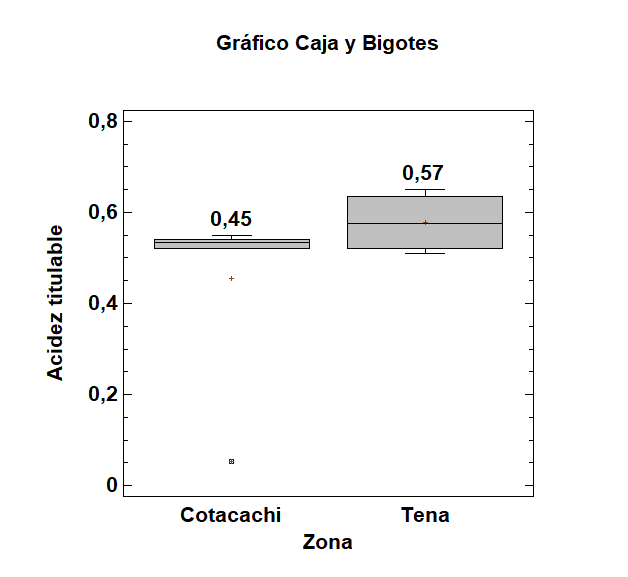 Gráfico Caja y Bigotes
0,8
0,6
0,4
0,2
0
Acidez titulable
0,45
0,57
Cotacachi
Tena
Zona